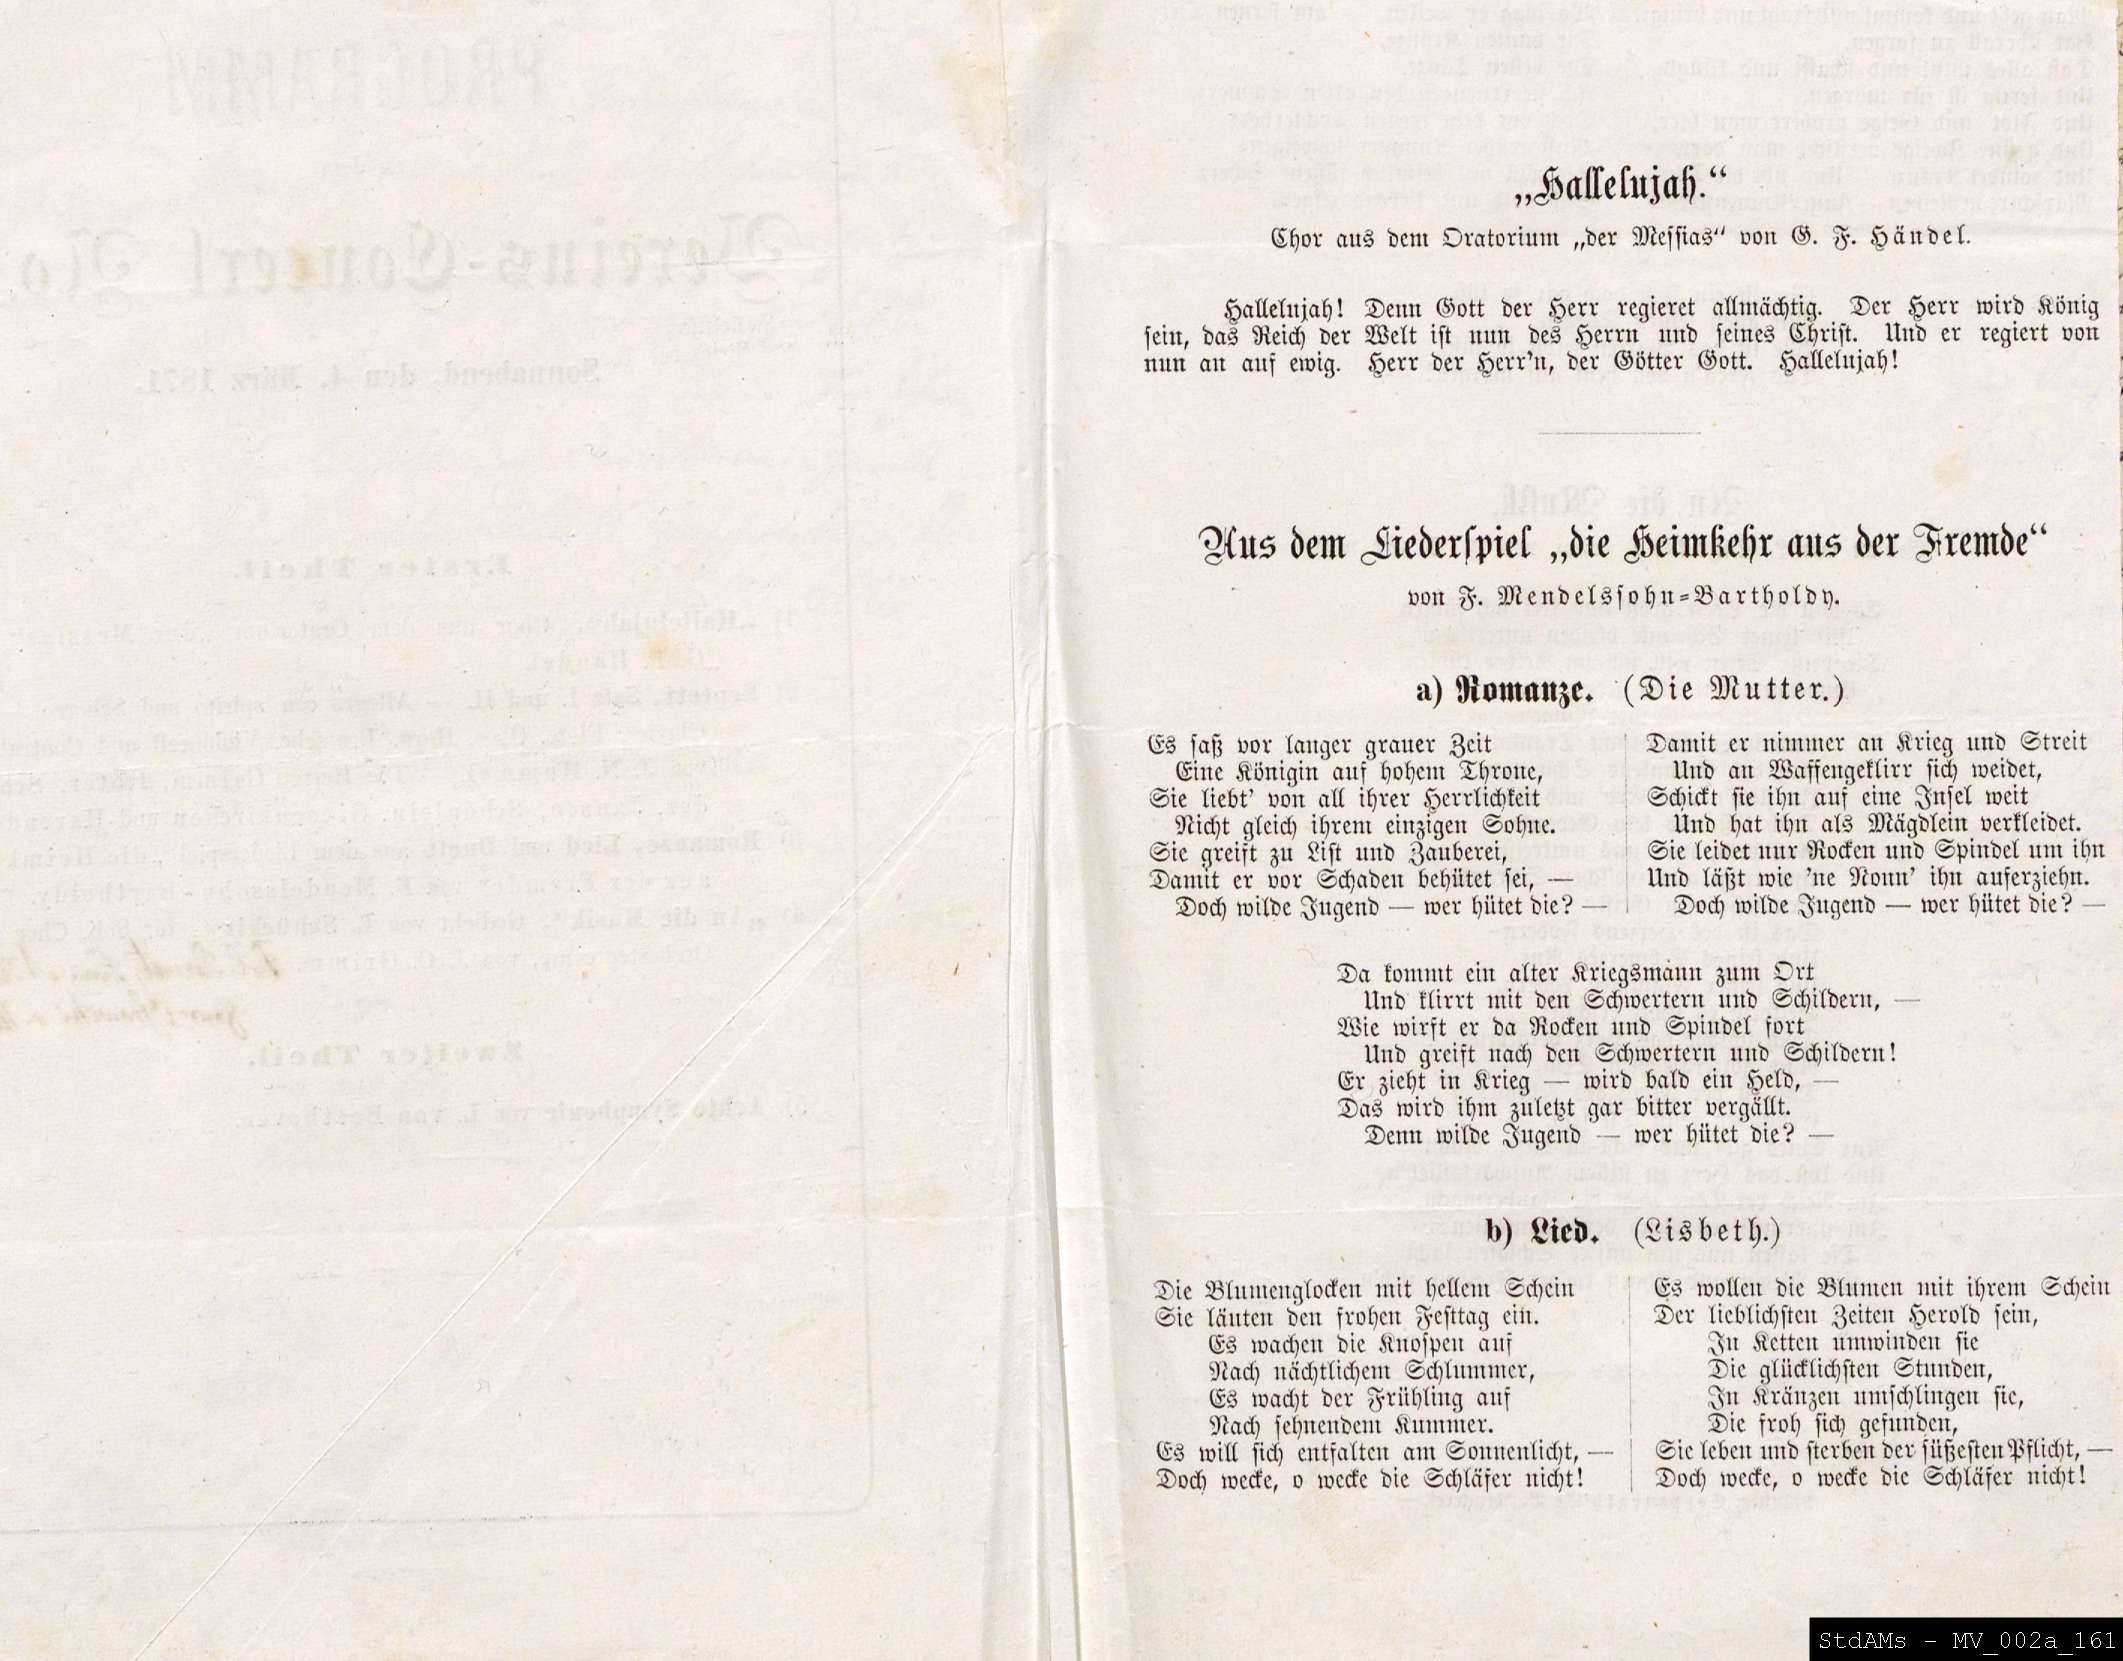 „Hallelujah.“
Chor aus dem Oratorium „der Messias“ von G. F. Händel.
Hallelujah! Denn Gott der Herr regieret allmächtig. Der Herr wird König
sein, das Reich der Welt ist nun des Herrn und seines Christ. Und er regiert von
nun an auf ewig. Herr der Herr'n, der Götter Gott. Hallelujah!
Aus dem Liederspiel „die Heimkehr aus der Fremde“
von F. Mendelssohn-Bartholdy.
a) Romanze. (Die Mutter.)
Es saß vor langer grauer Zeit
Eine Königin auf hohem Throne,
Sie liebt' von all ihrer Herrlichkeit
Nicht gleich ihrem einzigen Sohne.
Sie greift zu List und Zauberei,
Damit er vor Schaden behütet sei, —
Doch wilde Jugend — wer hütet die? —
Damit er nimmer an Krieg und Streit
Und an Waffengeklirr sich weidet,
Schickt sie ihn auf eine Insel weit
Und hat ihn als Mägdlein verkleidet.
Sie leidet nur Rocken und Spindel um ihn
Und läßt wie 'ne Nonn' ihn auferziehn.
Doch wilde Jugend — wer hütet die? —
Da kommt ein alter Kriegsmann zum Ort
Und klirrt mit den Schwertern und Schildern, —
Wie wirft er da Rocken und Spindel fort
Und greift nach den Schwertern und Schildern!
Er zieht in Krieg — wird bald ein Held, —
Das wird ihm zuletzt gar bitter vergällt.
Denn wilde Jugend — wer hütet die? —
b) Lied. (Lisbeth.)
Die Blumenglocken mit hellem Schein
Sie läuten den frohen Festtag ein.
Es wachen die Knospen auf
Nach nächtlichem Schlummer,
Es wacht der Frühling auf
Nach sehnendem Kummer.
Es will sich entfalten am Sonnenlicht, —
Doch wecke, o wecke die Schläfer nicht!
Es wollen die Blumen mit ihrem Schein
Der lieblichsten Zeiten Herold sein,
In Ketten umwinden sie
Die glücklichsten Stunden,
In Kränzen umschlingen sie,
Die froh sich gefunden,
Sie leben und sterben der süßesten Pflicht, —
Doch wecke, o wecke die Schläfer nicht!
StdAMs - MV_002a_161